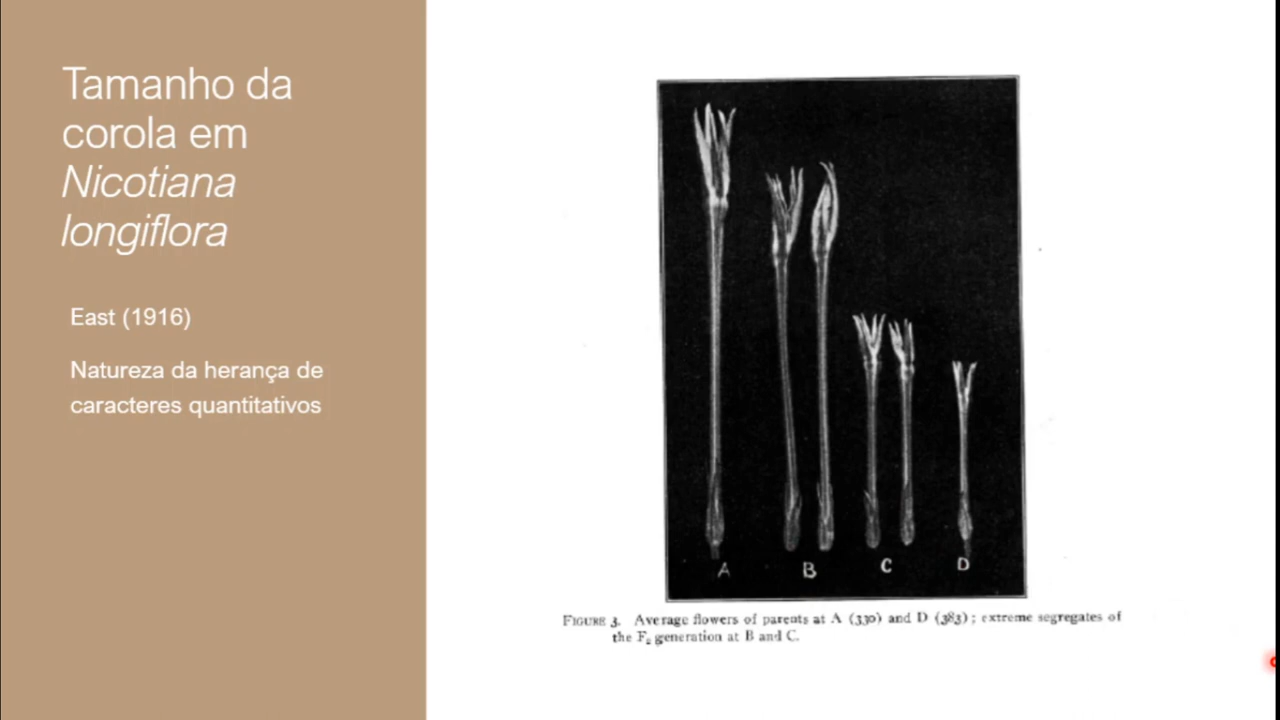 Tamanho da
corola em
Nicotiana
longiflora
East (1916)
Natureza da herança de
caracteres quantitativos
A B C D
FIGURE 3. Average flowers of parents at A (330) and D (383); extreme segregates of
the F₂ generation at B and C.